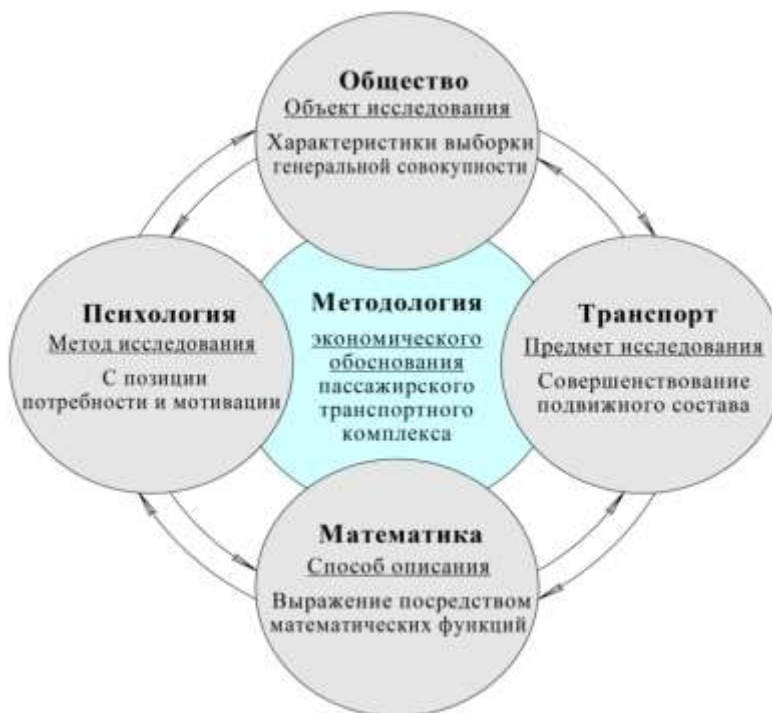 Общество
Объект исследования
Характеристики выборки
генеральной совокупности
Психология
Метод исследования
С позиции
потребности и мотивации
Методология
экономического
обоснования
пассажирского
транспортного
комплекса
Транспорт
Предмет исследования
Совершенствование
подвижного состава
Математика
Способ описания
Выражение посредством
математических функций